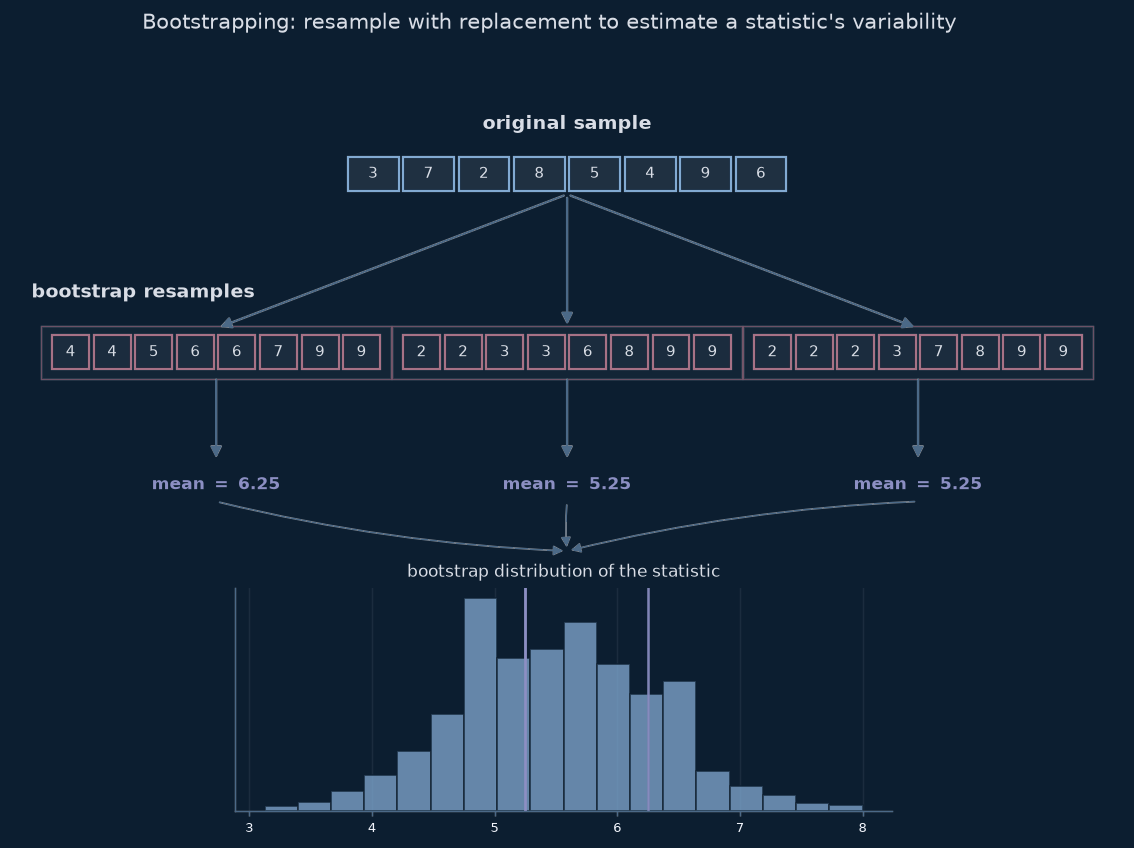 Bootstrapping: resample with replacement to estimate a statistic's variability
original sample
3 7 2 8 5 4 9 6
bootstrap resamples
4 4 5 6 6 7 9 9 2 2 3 3 6 8 9 9 2 2 2 3 7 8 9 9
mean = 6.25 mean = 5.25 mean = 5.25
bootstrap distribution of the statistic
3 4 5 6 7 8